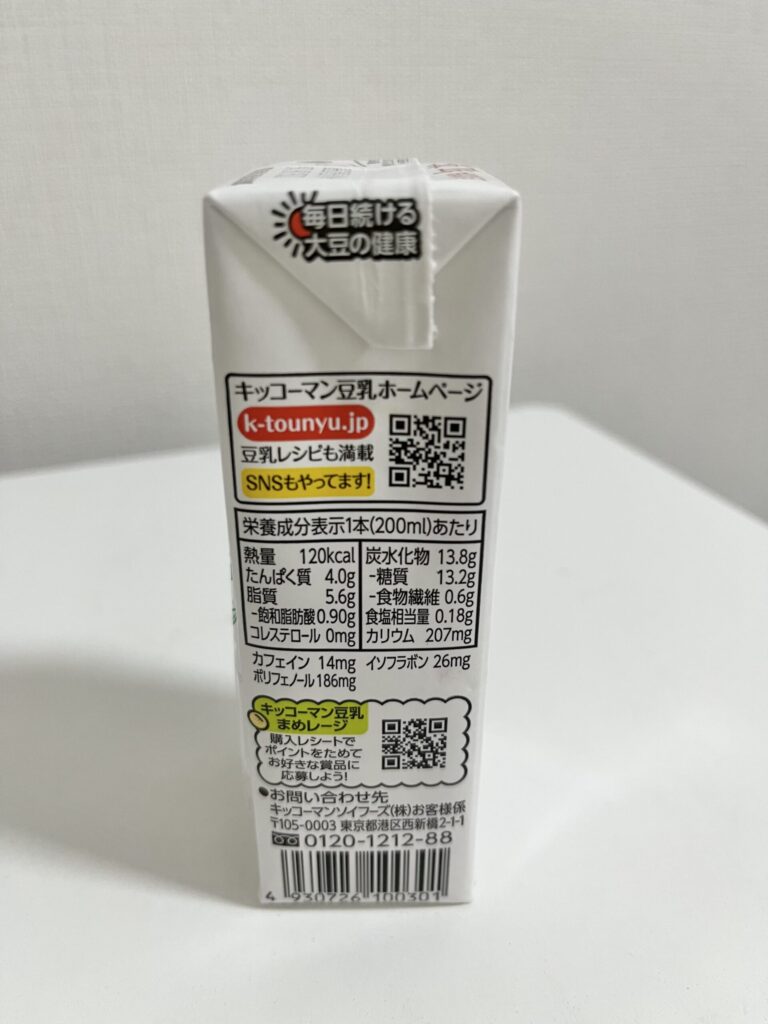 毎日続ける
大豆の健康
キッコーマン豆乳ホームページ
k-tounyu.jp
豆乳レシピも満載
SNSもやってます!
栄養成分表示1本(200ml)あたり
熱量 120kcal
たんぱく質 4.0g
脂質 5.6g
-飽和脂肪酸0.90g
コレステロール 0mg
炭水化物 13.8g
-糖質 13.2g
-食物繊維 0.6g
食塩相当量 0.18g
カリウム 207mg
カフェイン 14mg イソフラボン 26mg
ポリフェノール186mg
キッコーマン豆乳
まめレージ
購入レシートで
ポイントをためて
お好きな賞品に
応募しよう!
●お問い合わせ先
キッコーマンソイフーズ(株)お客様係
〒105-0003 東京都港区西新橋2-1-1
0120-1212-88
4 930726 100301